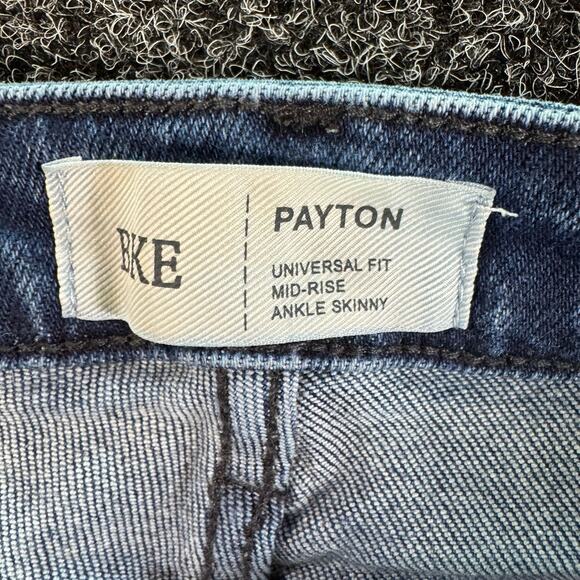 BKE
PAYTON
UNIVERSAL FIT
MID-RISE
ANKLE SKINNY